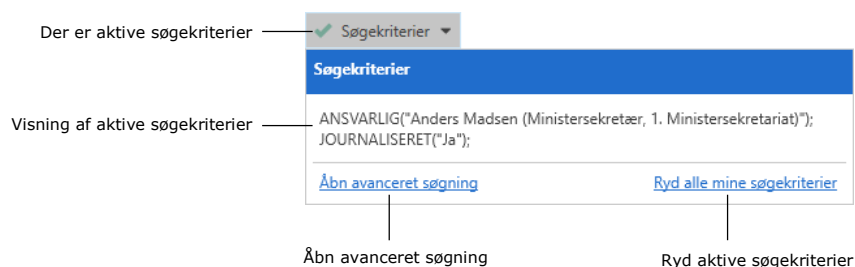 Der er aktive søgekriterier
Søgekriterier
Søgekriterier
Visning af aktive søgekriterier
ANSVARLIG("Anders Madsen (Ministersekretær, 1. Ministersekretariat)");
JOURNALISERET("Ja");
Åbn avanceret søgning
Ryd alle mine søgekriterier
Åbn avanceret søgning
Ryd aktive søgekriterier